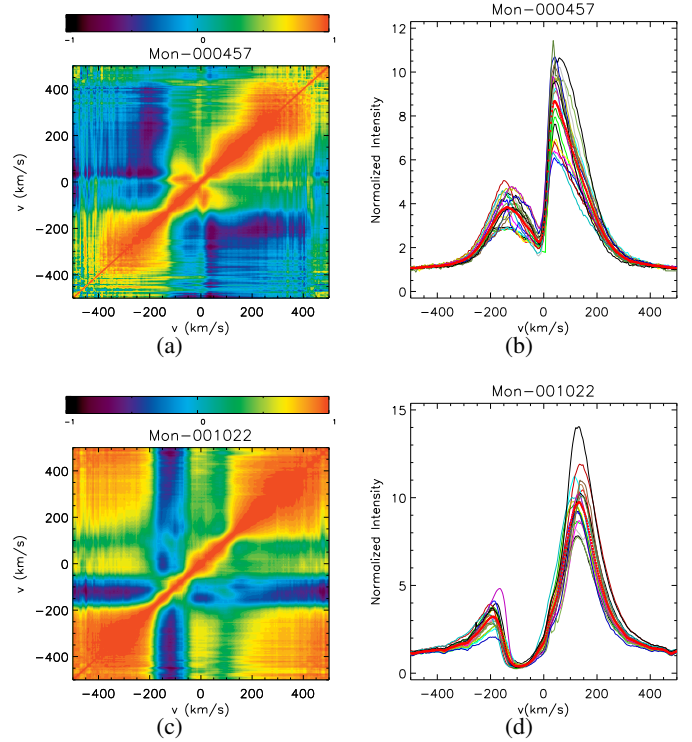 -1 0 1
Mon-000457
v (km/s)
400
200
0
-200
-400
-400 -200 0 200 400
v (km/s)
(a)
Mon-000457
Normalized Intensity
12
10
8
6
4
2
0
-400 -200 0 200 400
v(km/s)
(b)
-1 0 1
Mon-001022
v (km/s)
400
200
0
-200
-400
-400 -200 0 200 400
v (km/s)
(c)
Mon-001022
Normalized Intensity
15
10
5
0
-400 -200 0 200 400
v(km/s)
(d)